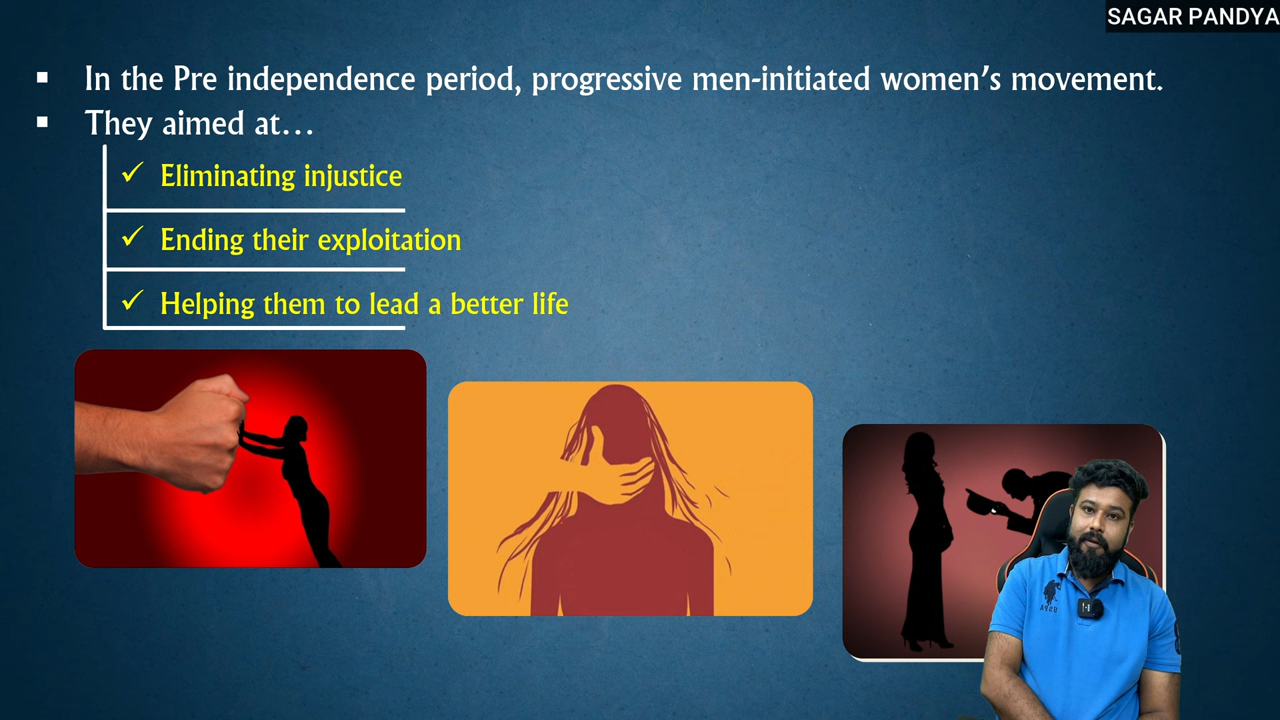 SAGAR PANDYA
In the Pre independence period, progressive men-initiated women's movement.
They aimed at...
Eliminating injustice
Ending their exploitation
Helping them to lead a better life